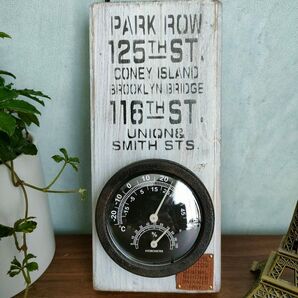 PARK ROW
125TH ST.
CONEY ISLAND
BROOKLYN BRIDGE
116TH ST.
UNION&
SMITH STS.
%